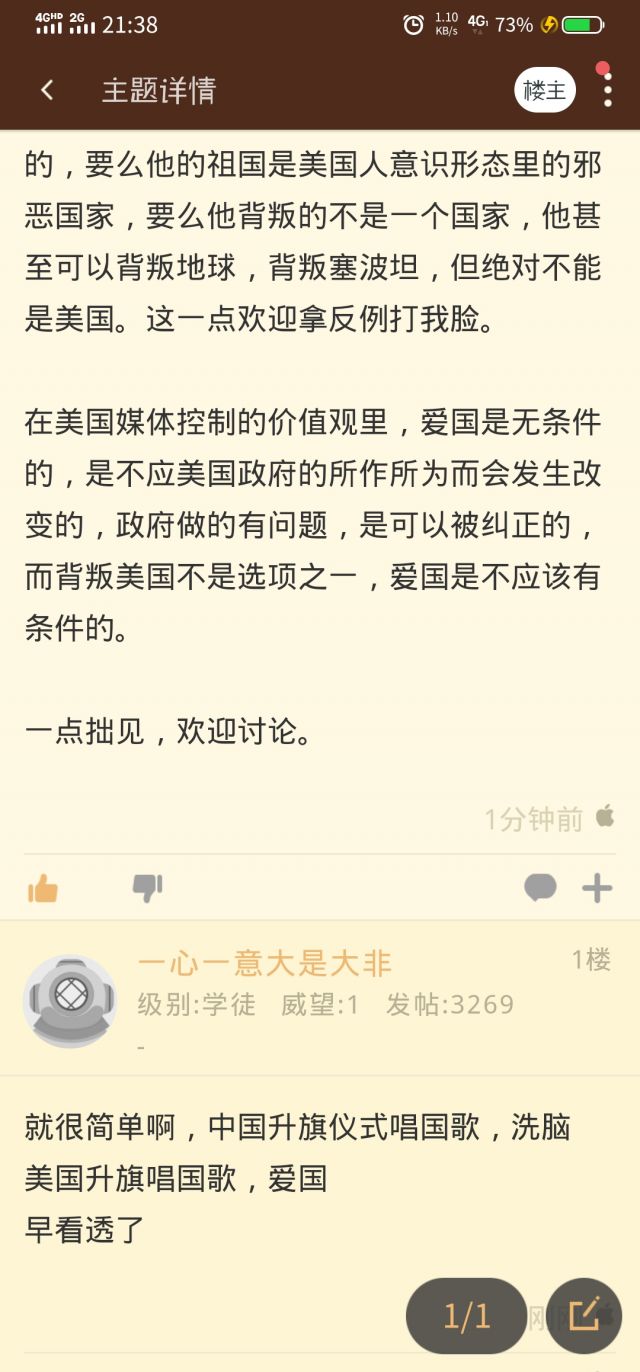 4GHD 2G 21:38 1.10 KB/s 4G 73%
主题详情 楼主
的，要么他的祖国是美国人意识形态里的邪
恶国家，要么他背叛的不是一个国家，他甚
至可以背叛地球，背叛塞波坦，但绝对不能
是美国。这一点欢迎拿反例打我脸。
在美国媒体控制的价值观里，爱国是无条件
的，是不应美国政府的所作所为而会发生改
变的，政府做的有问题，是可以被纠正的，
而背叛美国不是选项之一，爱国是不应该有
条件的。
一点拙见，欢迎讨论。
1分钟前
一心一意大是大非 1楼
级别:学徒 威望:1 发帖:3269
-
就很简单啊，中国升旗仪式唱国歌，洗脑
美国升旗唱国歌，爱国
早看透了
1/1